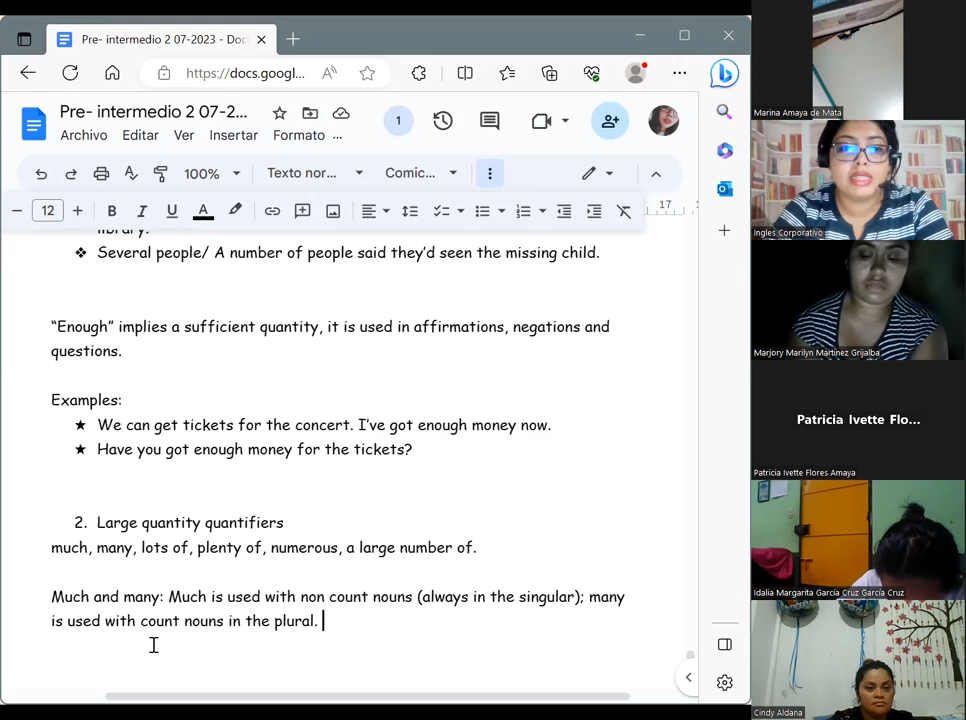 Pre- intermedio 2 07-2023 - Doc
https://docs.googl...
Pre- intermedio 2 07-2...
Archivo Editar Ver Insertar Formato ...
1
100% Texto nor... Comic...
12
17
library.
❖ Several people/ A number of people said they'd seen the missing child.
“Enough” implies a sufficient quantity, it is used in affirmations, negations and
questions.
Examples:
★ We can get tickets for the concert. I've got enough money now.
★ Have you got enough money for the tickets?
2. Large quantity quantifiers
much, many, lots of, plenty of, numerous, a large number of.
Much and many: Much is used with non count nouns (always in the singular); many
is used with count nouns in the plural.
Marina Amaya de Mata
Ingles Corporativo
Marjory Marilyn Martinez Grijalba
Patricia Ivette Flo...
Patricia Ivette Flores Amaya
Idalia Margarita García Cruz García Cruz
Cindy Aldana